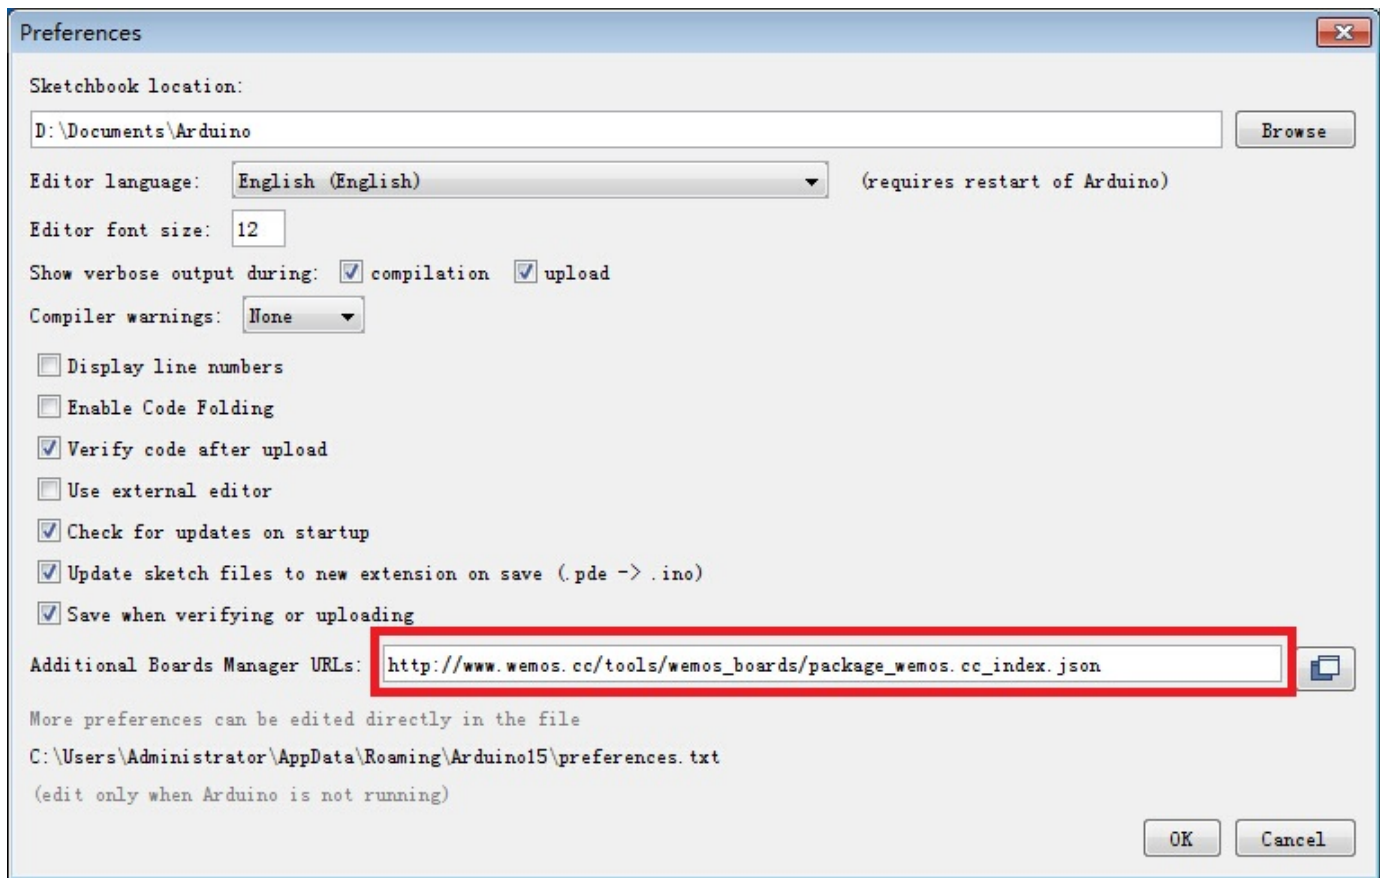 Preferences
Sketchbook location:
D:\Documents\Arduino Browse
Editor language: English (English) (requires restart of Arduino)
Editor font size: 12
Show verbose output during: compilation upload
Compiler warnings: None
Display line numbers
Enable Code Folding
Verify code after upload
Use external editor
Check for updates on startup
Update sketch files to new extension on save (.pde -> .ino)
Save when verifying or uploading
Additional Boards Manager URLs: http://www.wemos.cc/tools/wemos_boards/package_wemos.cc_index.json
More preferences can be edited directly in the file
C:\Users\Administrator\AppData\Roaming\Arduino15\preferences.txt
(edit only when Arduino is not running)
OK Cancel